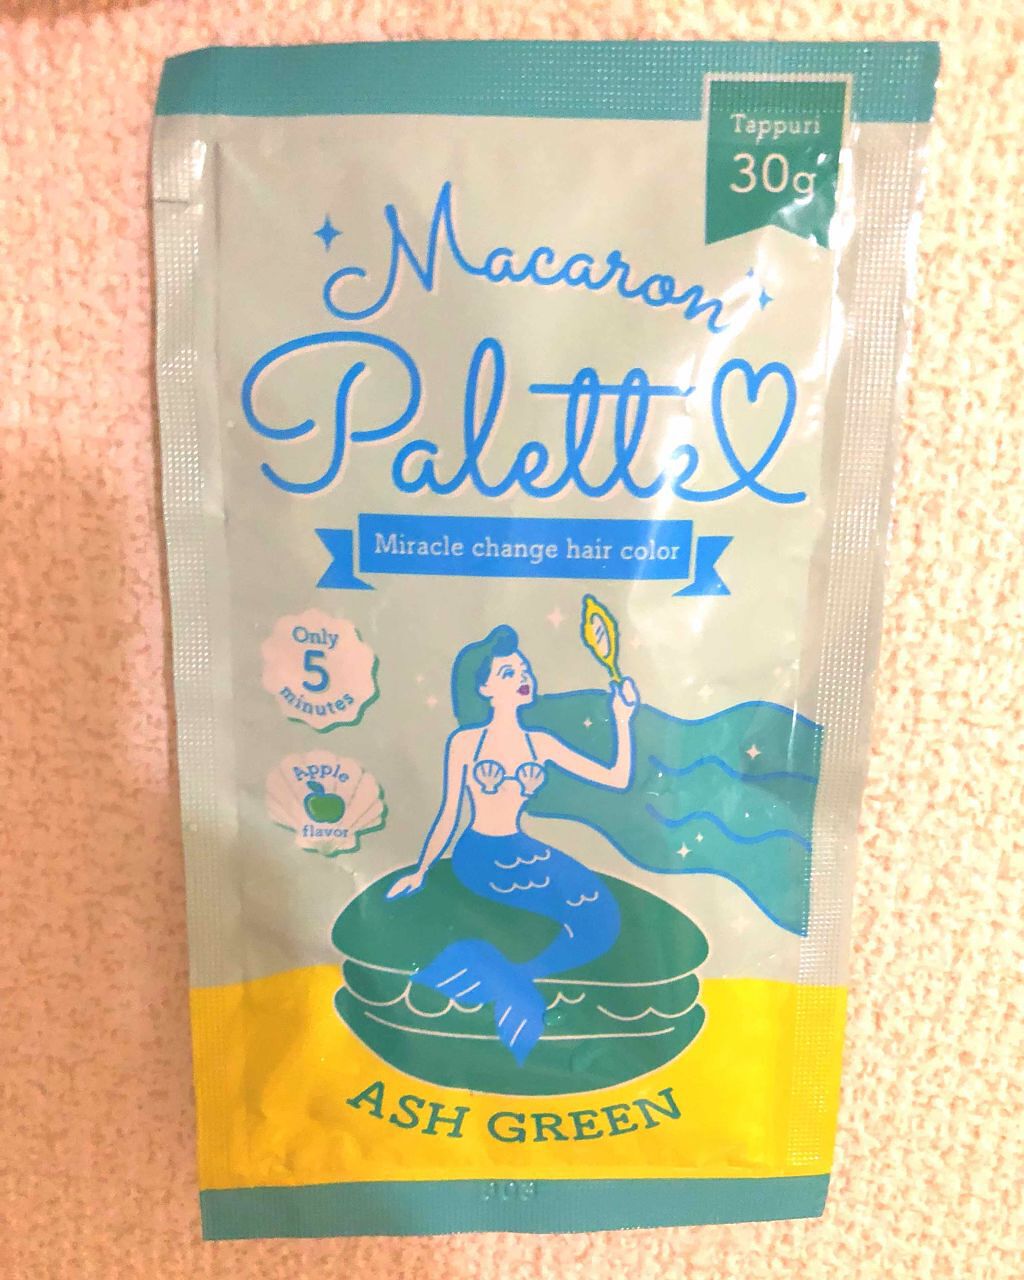 Tappuri
30g
Macaron
Palette
Miracle change hair color
Only
5
minutes
Apple
flavor
ASH GREEN